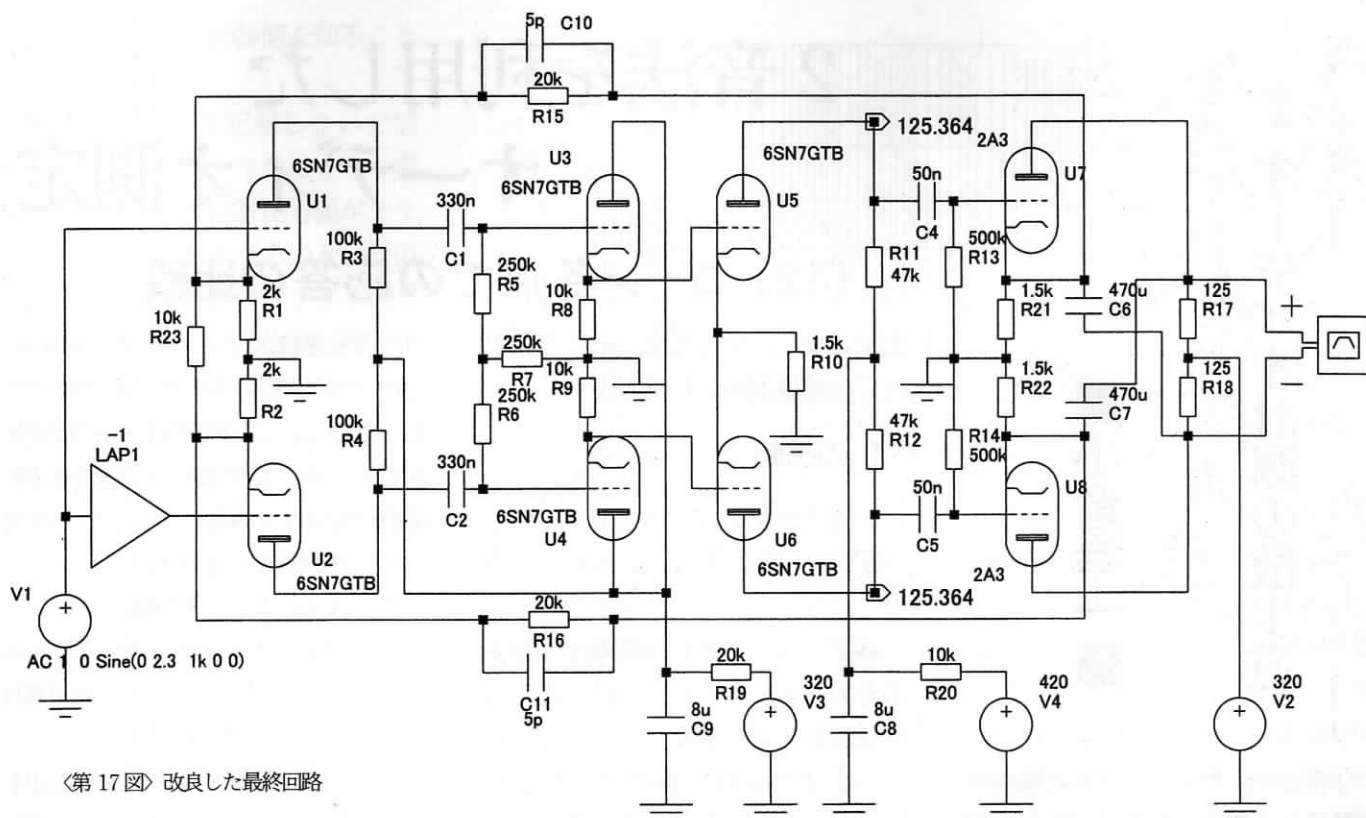 5p C10
20k
R15
6SN7GTB
U1
U3
6SN7GTB
6SN7GTB
U5
125.364
2A3
U7
330n
C1
100k
R3
50n
C4
2k
R1
10k
R23
250k
R5
10k
R8
R11
47k
500k
R13
1.5k
R21
470u
C6
125
R17
+
250k
R7
1.5k
R10
2k
R2
250k
R6
10k
R9
1.5k
R22
470u
C7
125
R18
−
-1
LAP1
100k
R4
330n
C2
47k
R12
R14
500k
6SN7GTB
U4
U6
50n
C5
U8
U2
6SN7GTB
6SN7GTB
2A3
V1
+
125.364
20k
R16
AC 1 0 Sine(0 2.3 1k 0 0)
C11
5p
20k
R19
320
V3
10k
R20
420
V4
320
V2
8u
C9
+
8u
C8
+
+
〈第17図〉改良した最終回路